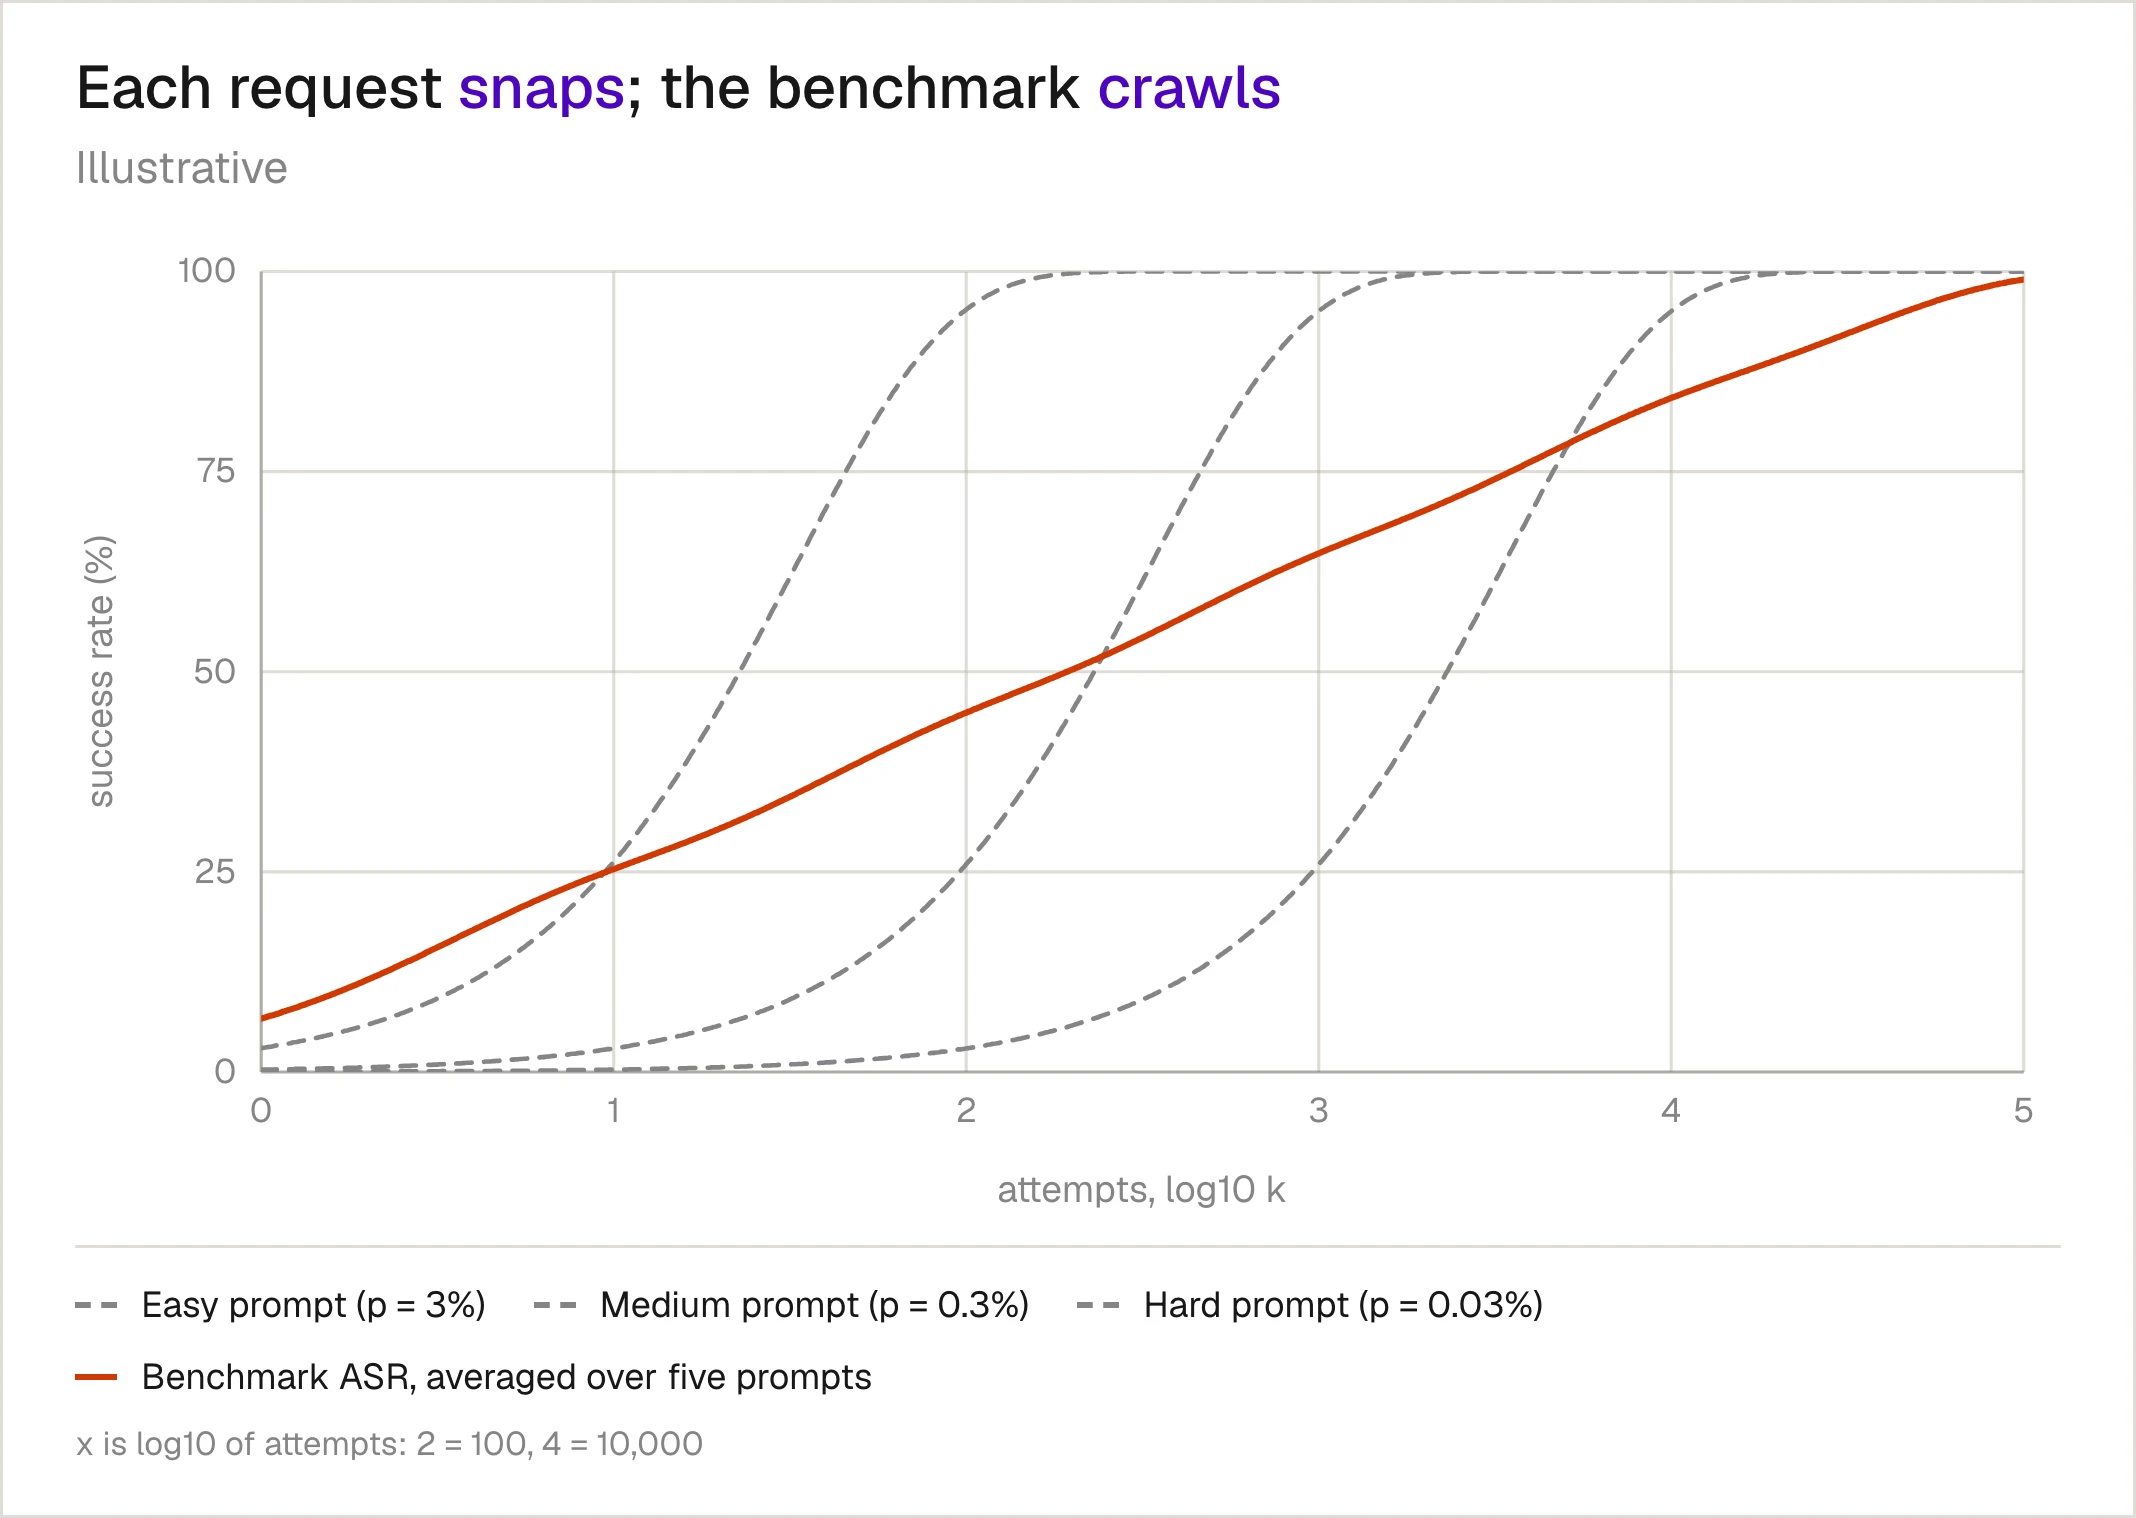 Each request snaps; the benchmark crawls
Illustrative
100
75
50
25
0
success rate (%)
0 1 2 3 4 5
attempts, log10 k
Easy prompt (p = 3%) Medium prompt (p = 0.3%) Hard prompt (p = 0.03%)
Benchmark ASR, averaged over five prompts
x is log10 of attempts: 2 = 100, 4 = 10,000